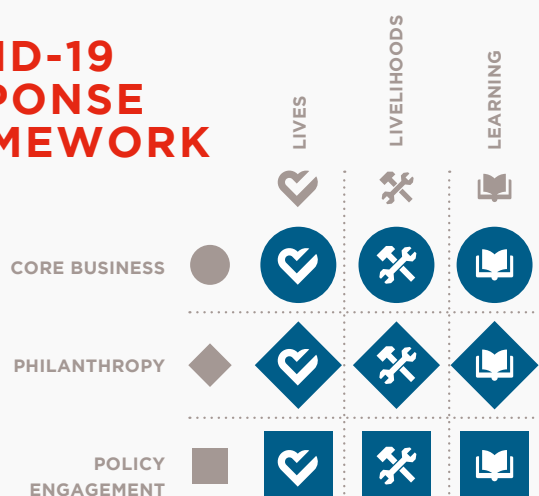 ID-19
PONSE
MEWORK
LIVES
LIVELIHOODS
LEARNING
CORE BUSINESS
PHILANTHROPY
POLICY
ENGAGEMENT